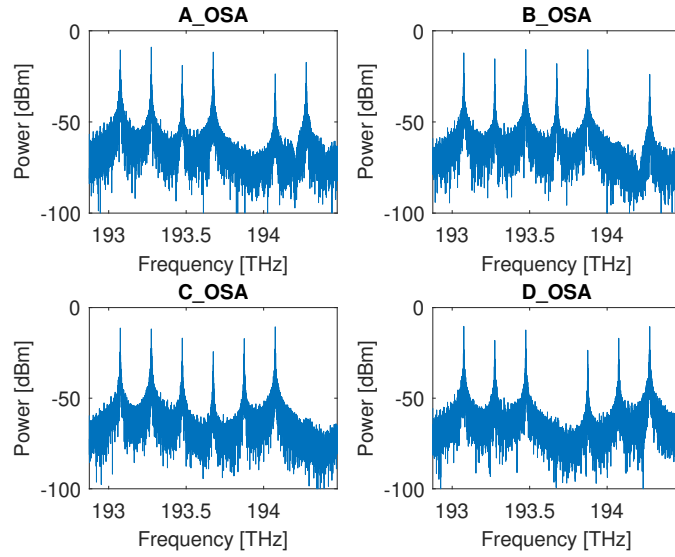 A_OSA
0
-50
-100
Power [dBm]
193
193.5
194
Frequency [THz]
B_OSA
0
-50
-100
Power [dBm]
193
193.5
194
Frequency [THz]
C_OSA
0
-50
-100
Power [dBm]
193
193.5
194
Frequency [THz]
D_OSA
0
-50
-100
Power [dBm]
193
193.5
194
Frequency [THz]